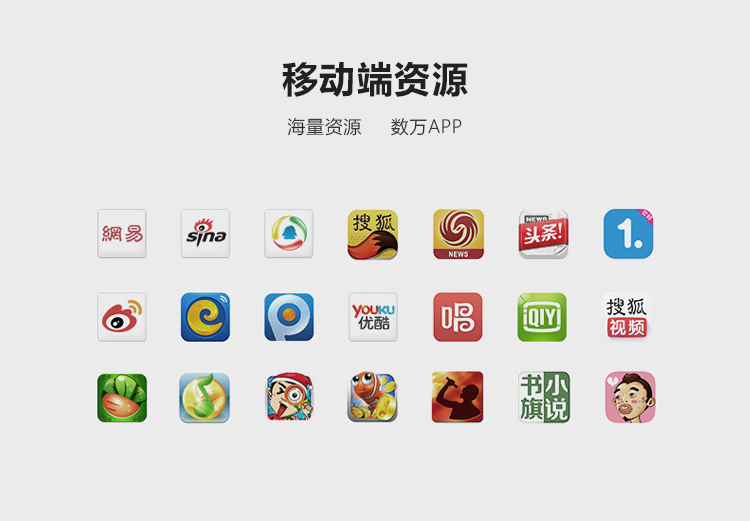 移动端资源
海量资源 数万APP
網易
sina
搜狐
NEWS
NEWS
头条!
1.
YOUKU
优酷
唱
iQIY
搜狐
视频
书旗
小说